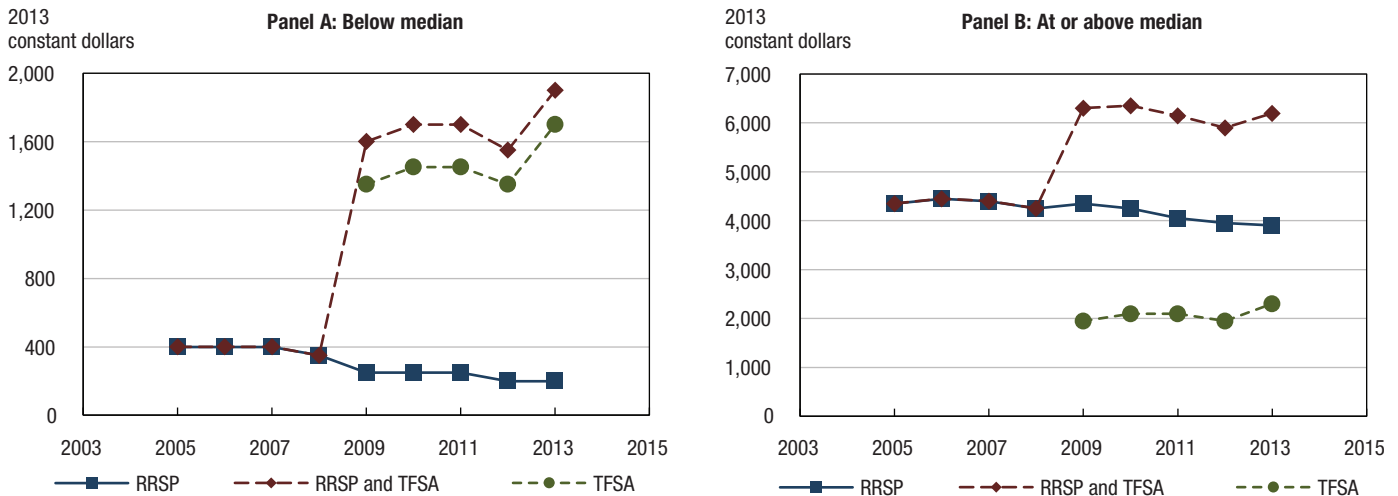 2013
constant dollars
Panel A: Below median
2,000
1,600
1,200
800
400
0
2003 2005 2007 2009 2011 2013 2015
RRSP RRSP and TFSA TFSA
2013
constant dollars
Panel B: At or above median
7,000
6,000
5,000
4,000
3,000
2,000
1,000
0
2003 2005 2007 2009 2011 2013 2015
RRSP RRSP and TFSA TFSA